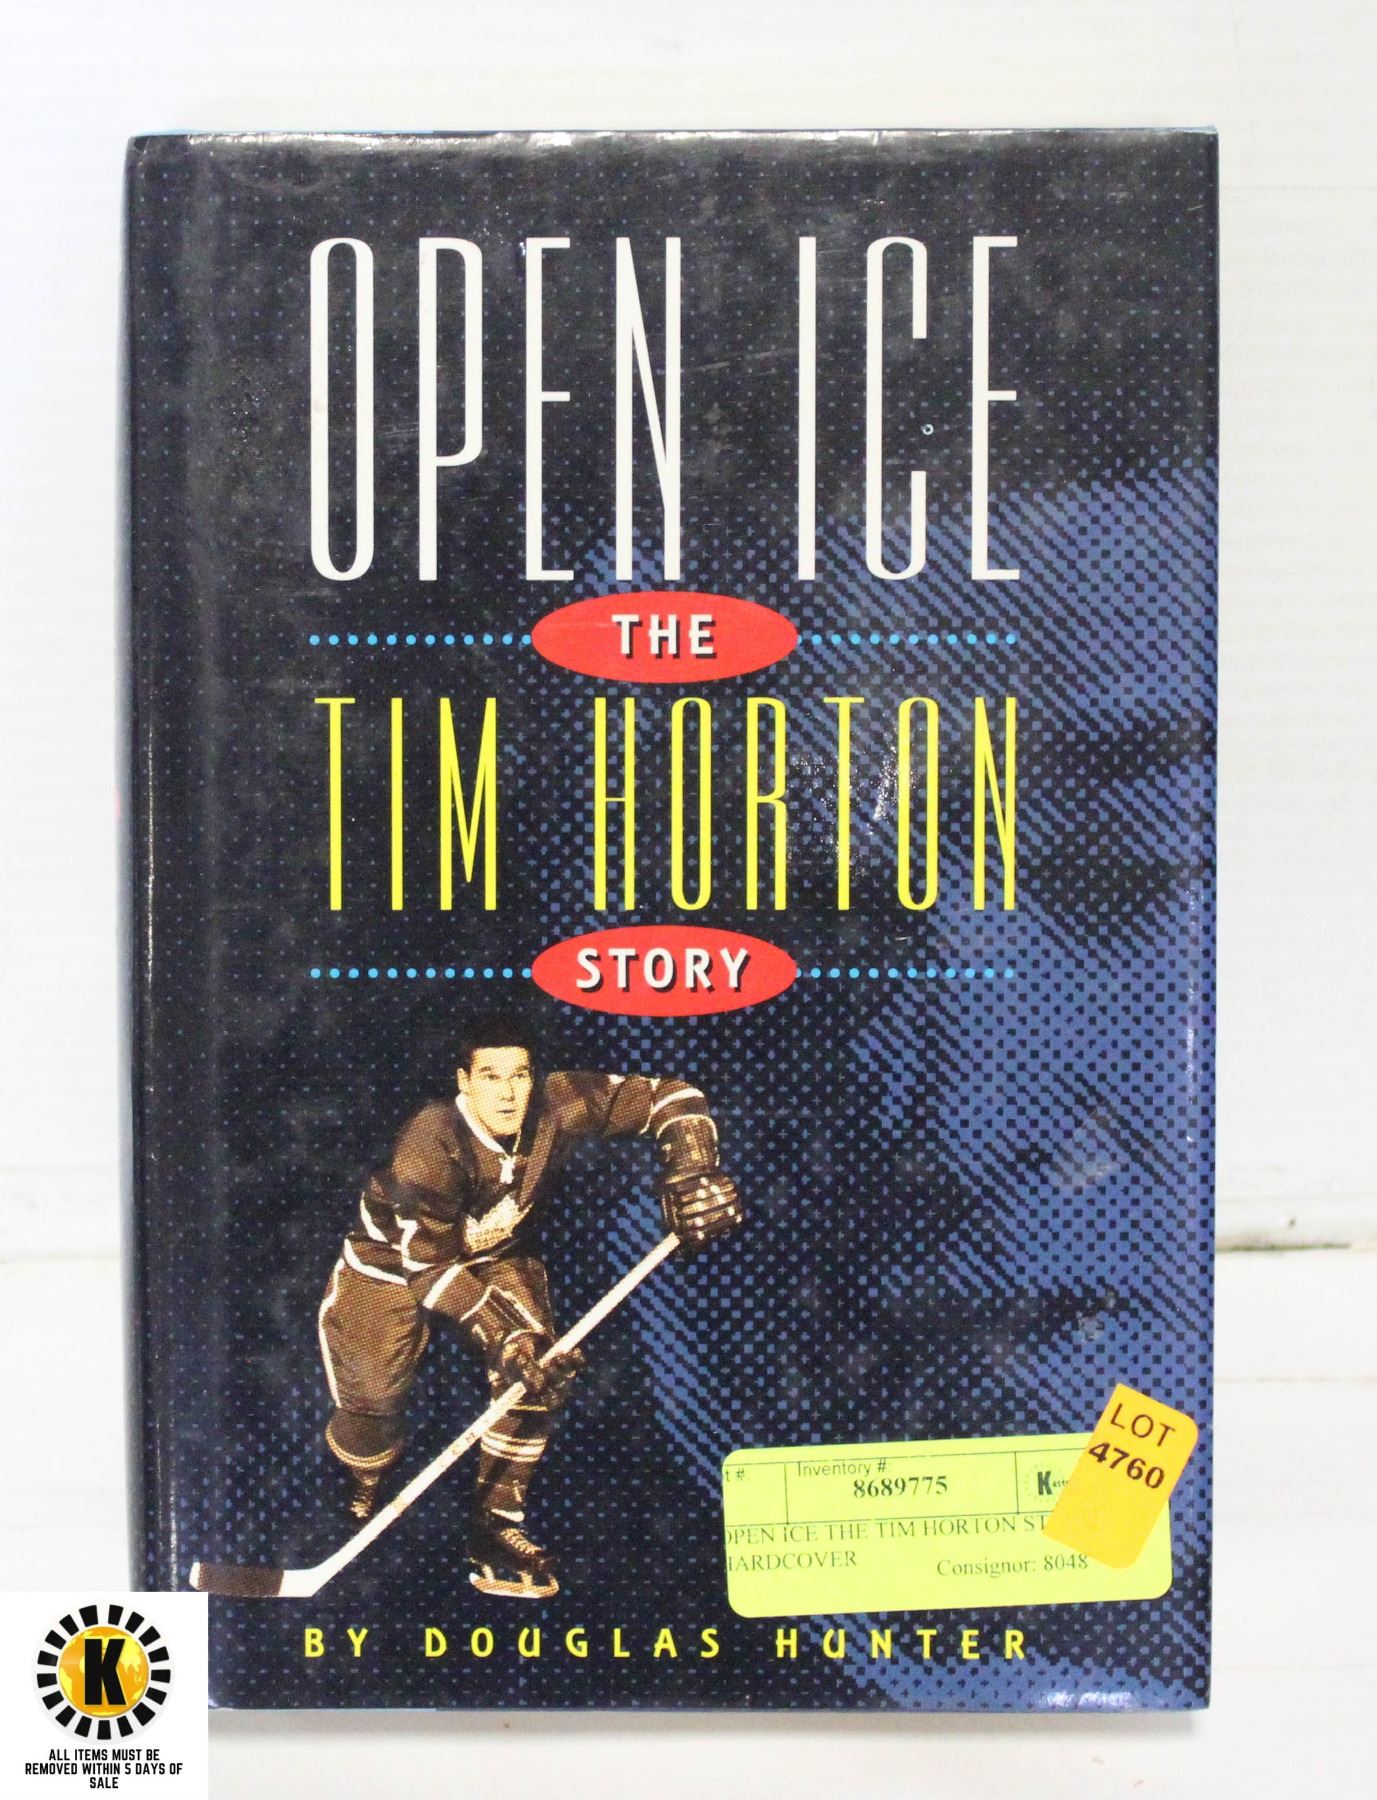 OPEN ICE
THE
TIM HORTON
STORY
LOT
4760
t #:
Inventory #:
8689775
K
OPEN ICE THE TIM HORTON ST
HARDCOVER
Consignor: 8048
BY DOUGLAS HUNTER
K
ALL ITEMS MUST BE
REMOVED WITHIN 5 DAYS OF
SALE